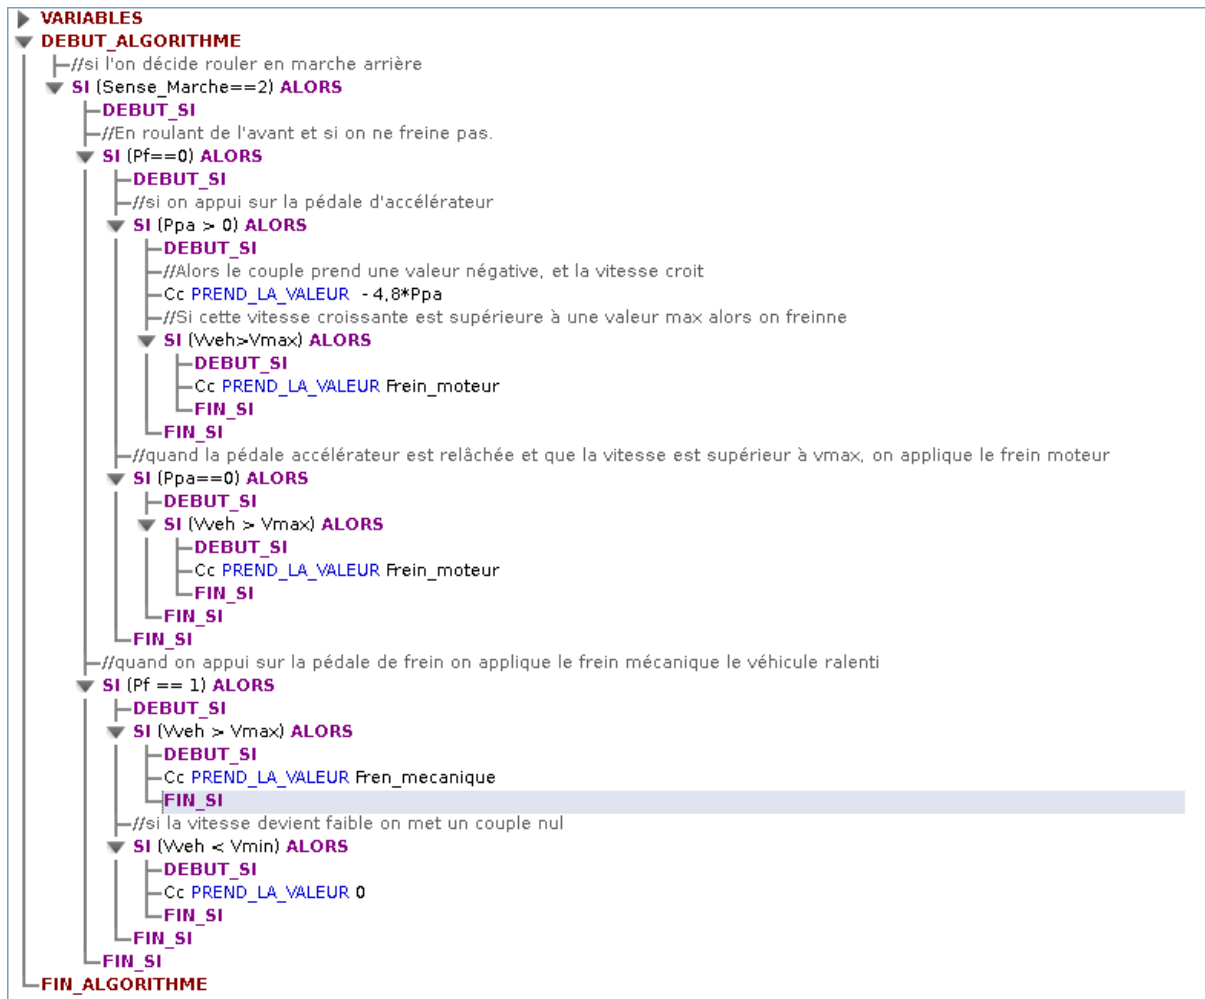 VARIABLES
DEBUT_ALGORITHME
//si l'on décide rouler en marche arrière
SI (Sense_Marche==2) ALORS
DEBUT_SI
//En roulant de l'avant et si on ne freine pas.
SI (Pf==0) ALORS
DEBUT_SI
//si on appui sur la pédale d'accélérateur
SI (Ppa > 0) ALORS
DEBUT_SI
//Alors le couple prend une valeur négative, et la vitesse croit
Cc PREND_LA_VALEUR - 4,8*Ppa
//Si cette vitesse croissante est supérieure à une valeur max alors on freinne
SI (Vveh>Vmax) ALORS
DEBUT_SI
Cc PREND_LA_VALEUR Frein_moteur
FIN_SI
FIN_SI
//quand la pédale accélérateur est relâchée et que la vitesse est supérieur à vmax, on applique le frein moteur
SI (Ppa==0) ALORS
DEBUT_SI
SI (Vveh > Vmax) ALORS
DEBUT_SI
Cc PREND_LA_VALEUR Frein_moteur
FIN_SI
FIN_SI
FIN_SI
//quand on appui sur la pédale de frein on applique le frein mécanique le véhicule ralenti
SI (Pf == 1) ALORS
DEBUT_SI
SI (Vveh > Vmax) ALORS
DEBUT_SI
Cc PREND_LA_VALEUR Fren_mecanique
FIN_SI
//si la vitesse devient faible on met un couple nul
SI (Vveh < Vmin) ALORS
DEBUT_SI
Cc PREND_LA_VALEUR 0
FIN_SI
FIN_SI
FIN_SI
FIN_ALGORITHME